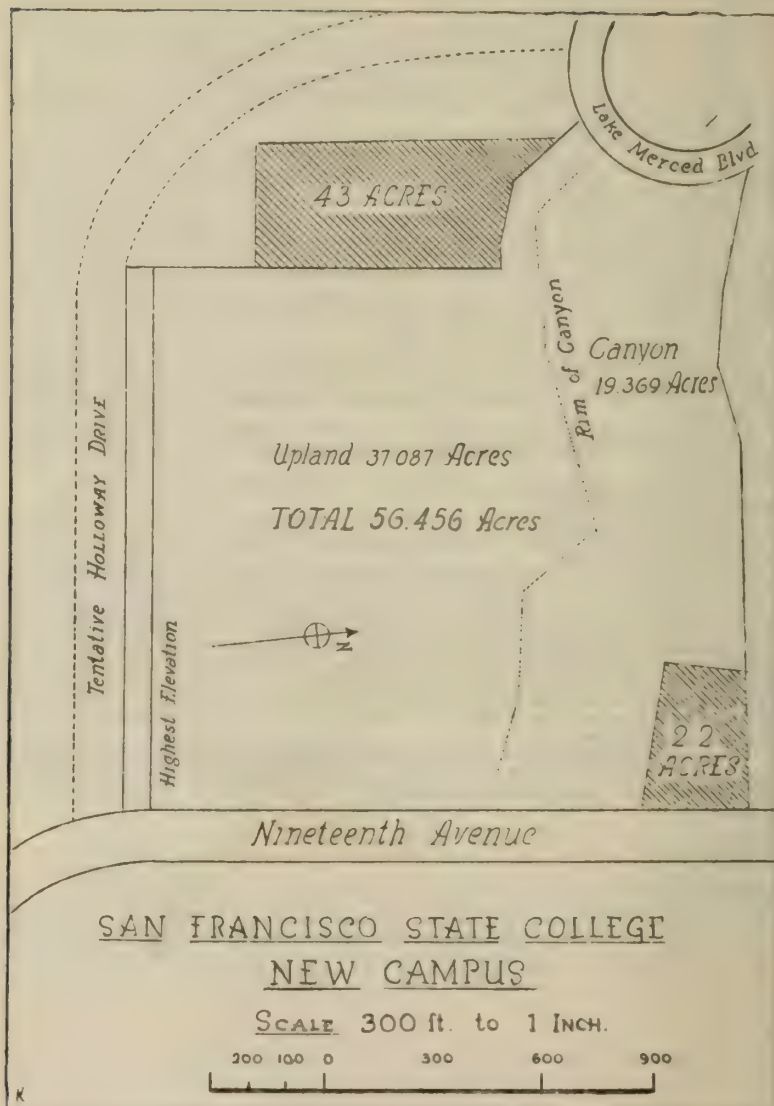 Lake Merced Blvd
43 ACRES
Rim of Canyon
Canyon
19.369 Acres
Upland 37 087 Acres
TOTAL 56.456 Acres
Tentative HOLLOWAY DRIVE
Highest Elevation
N
2 2
ACRES
Nineteenth Avenue
SAN FRANCISCO STATE COLLEGE
NEW CAMPUS
SCALE 300 ft. to 1 INCH.
200 100 0 300 600 900
K